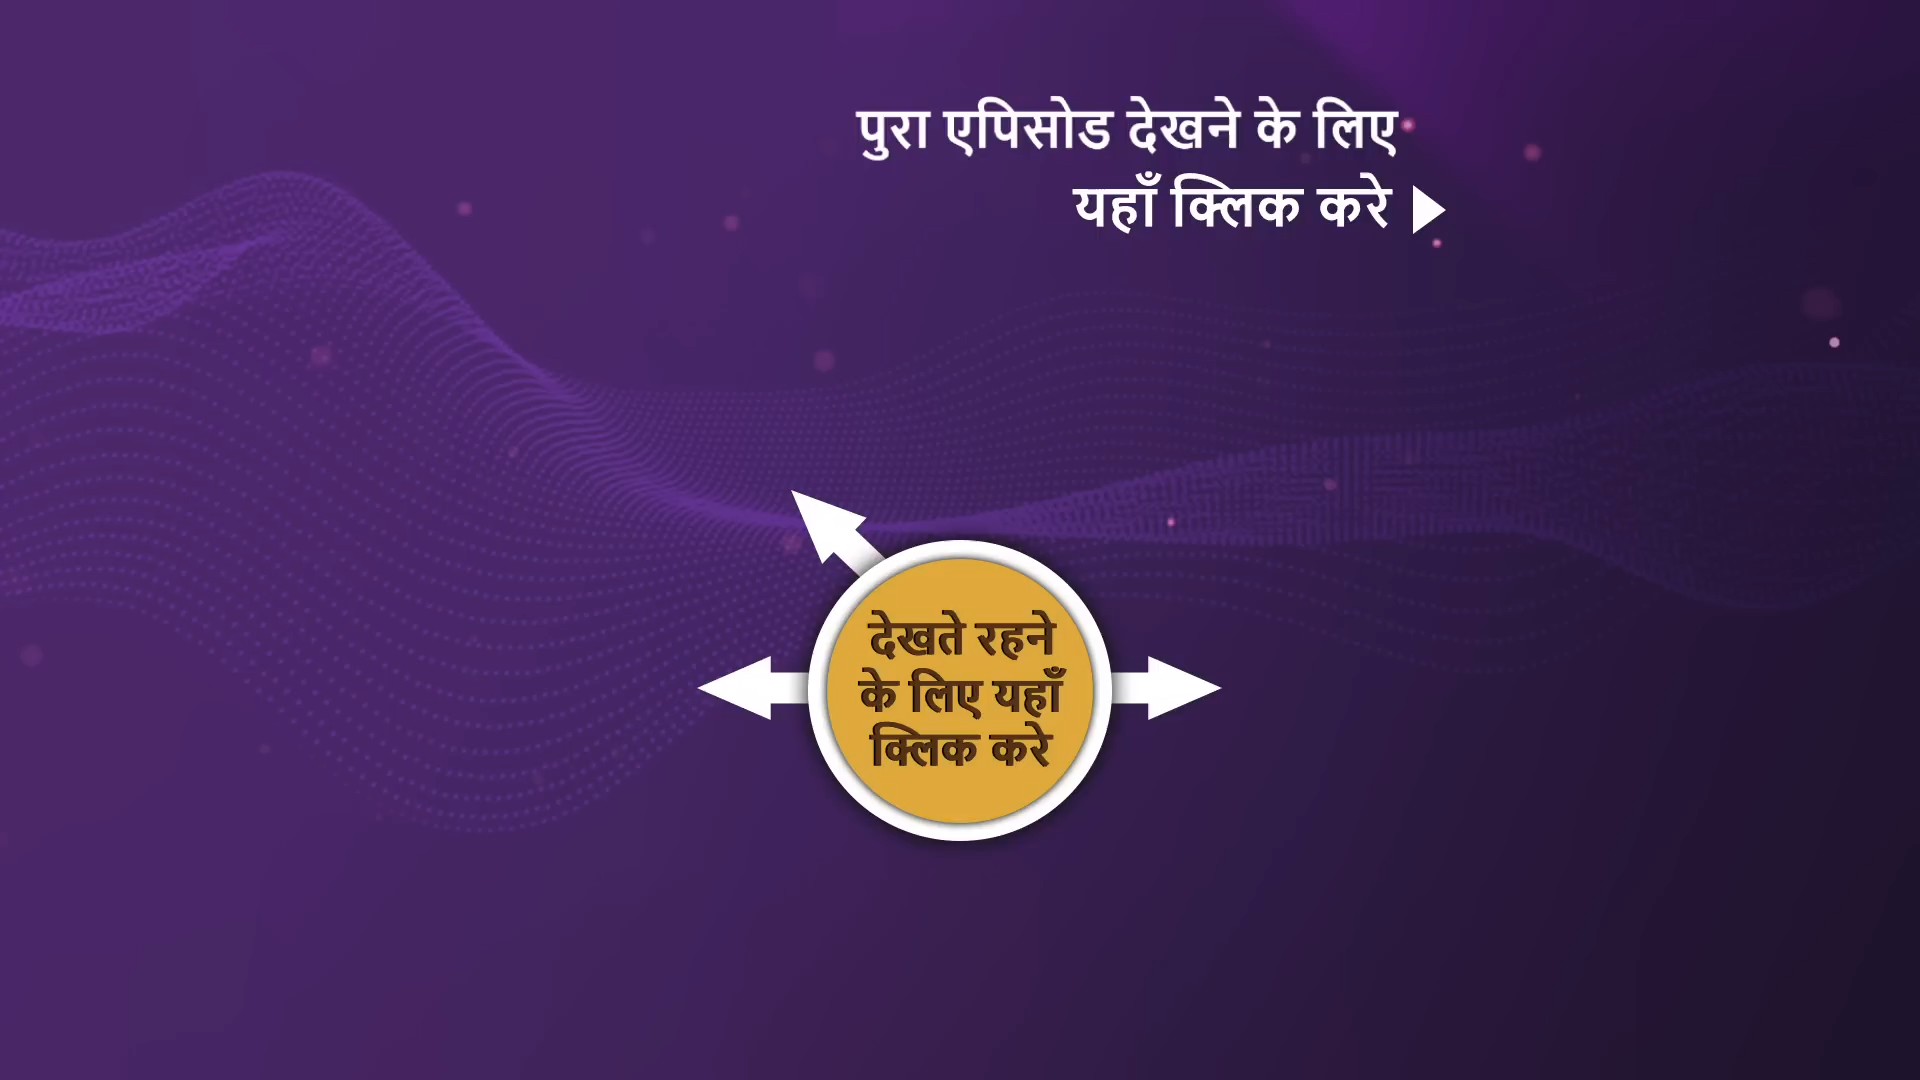 पुरा एपिसोड देखने के लिए
यहाँ क्लिक करे
देखते रहने
के लिए यहाँ
क्लिक करे